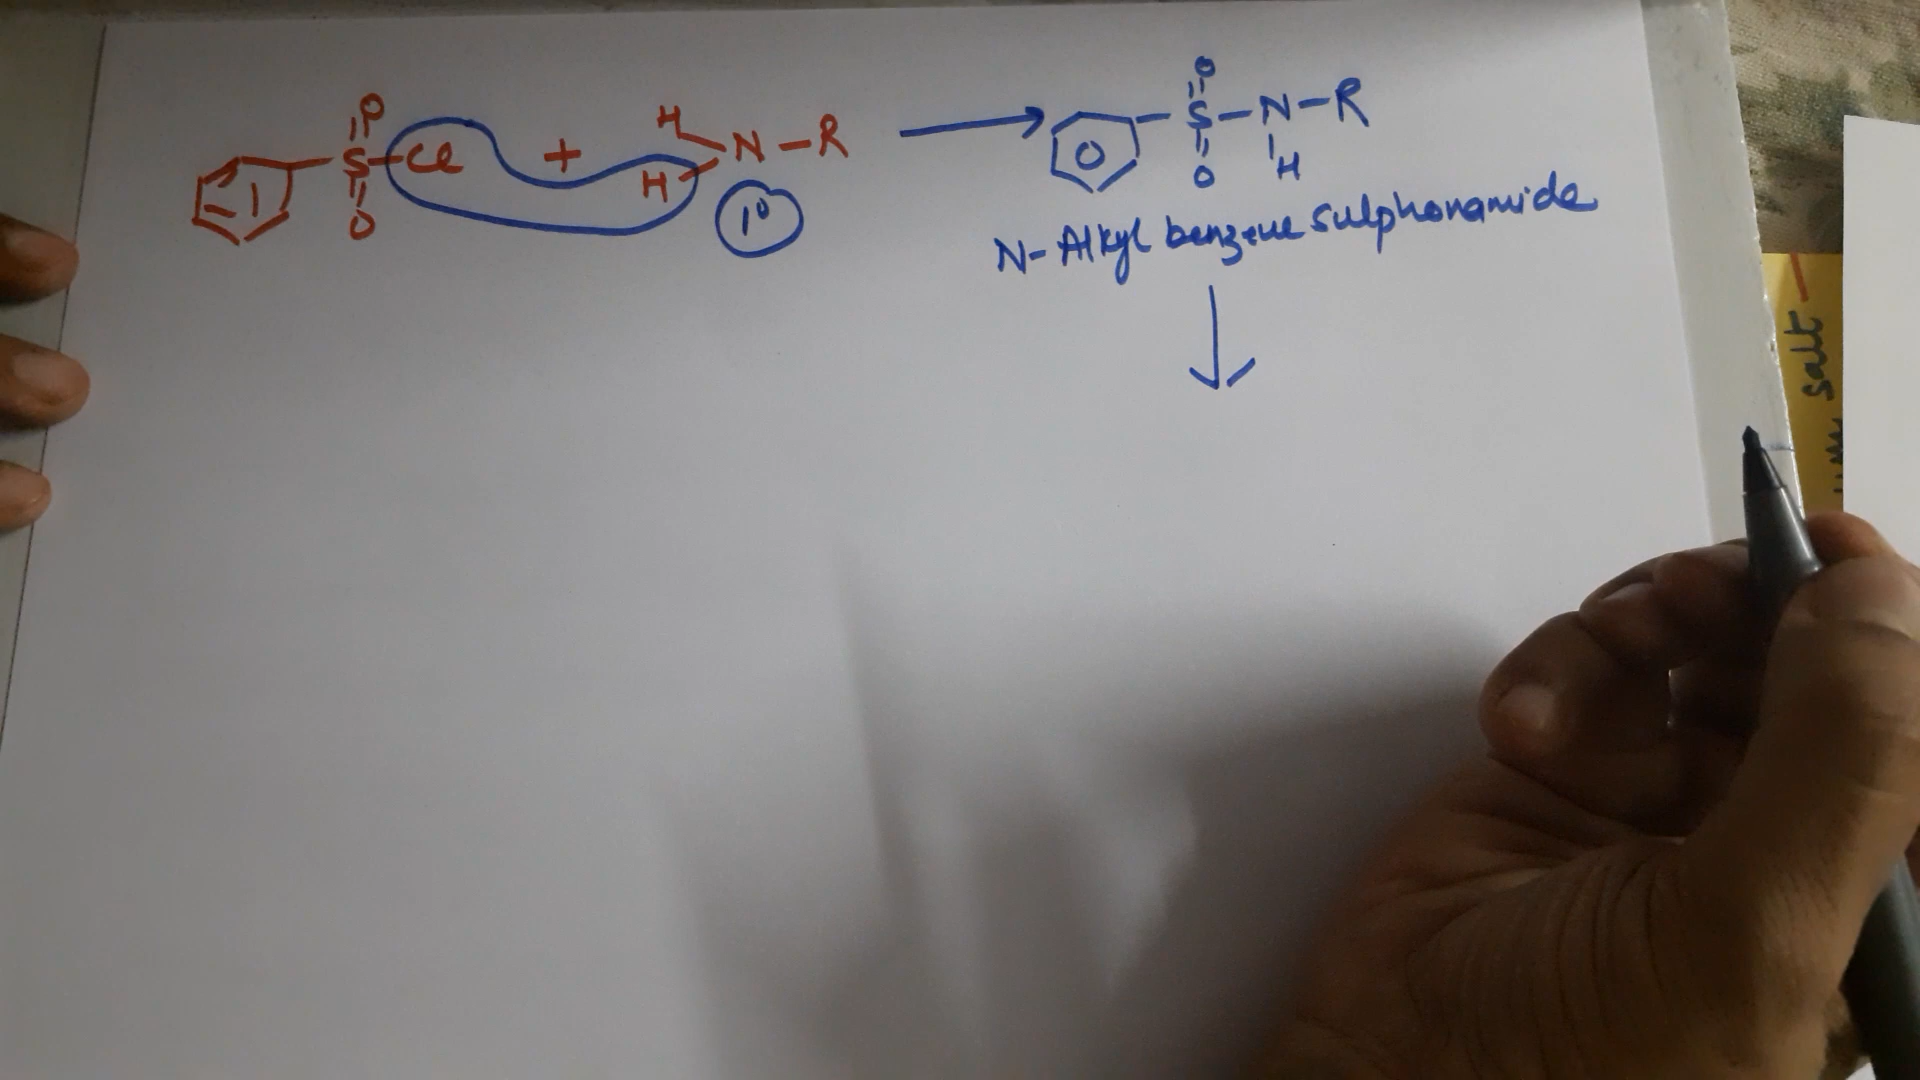 O
S
O
Cl
+
H
H
N-R
1°
O
S-N-R
O
H
N-Alkyl benzene sulphonamide
salt